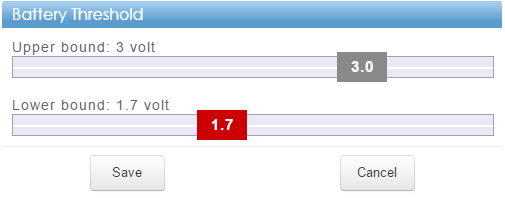 Battery Threshold
Upper bound: 3 volt
3.0
Lower bound: 1.7 volt
1.7
Save Cancel